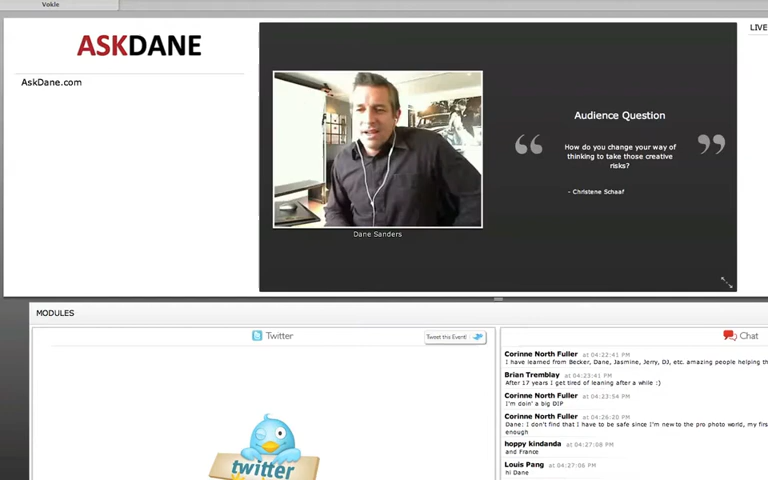 Vokle
ASKDANE
AskDane.com
LIVE
Audience Question
“ How do you change your way of ”
thinking to take those creative
risks?
- Christene Schaaf
Dane Sanders
MODULES
Twitter
Tweet this Event!
twitter
Chat
Corinne North Fuller at 04:22:41 PM
I have learned from Becker, Dane, Jasmine, Jerry, DJ, etc. amazing people helping th
Brian Tremblay at 04:23:41 PM
After 17 years I get tired of leaning after a while :)
Corinne North Fuller at 04:23:54 PM
I'm doin' a big DIP
Corinne North Fuller at 04:26:20 PM
Dane: I don't find that I have to be safe since I'm new to the pro photo world, my firs
enough
hoppy kindanda at 04:27:08 PM
and France
Louis Pang at 04:27:06 PM
hi Dane